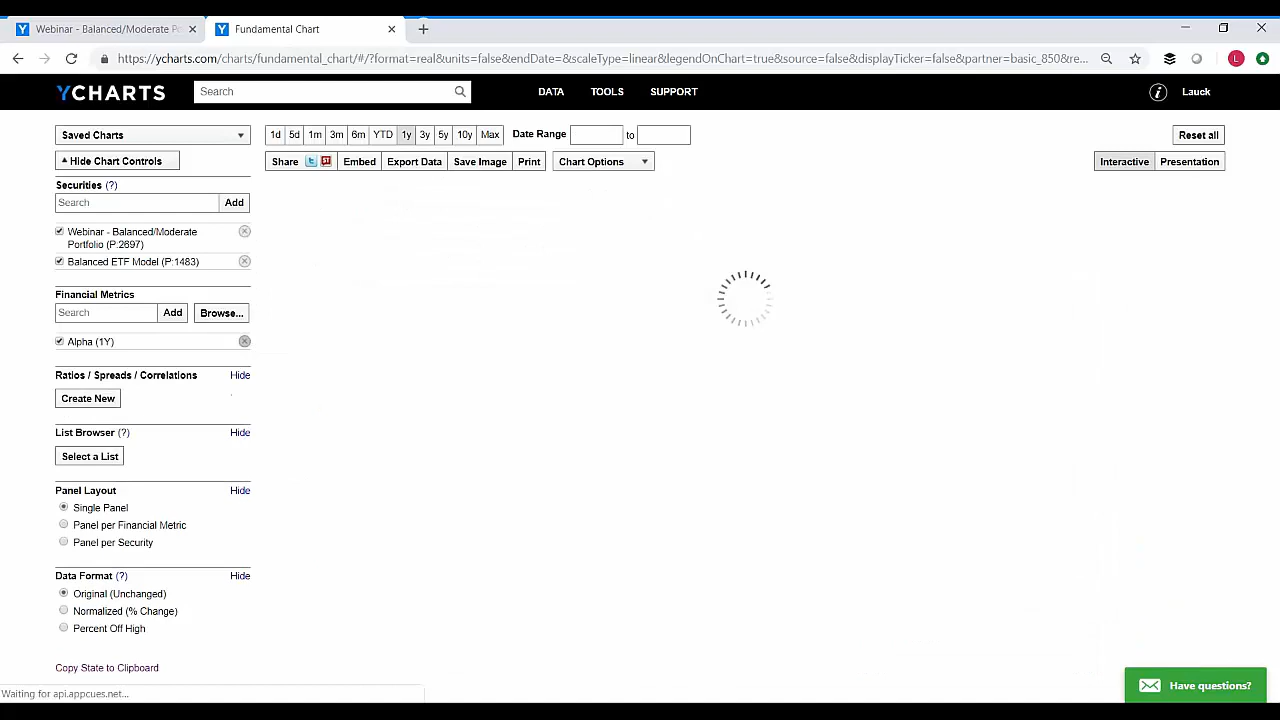 Webinar - Balanced/Moderate P
Fundamental Chart
https://ycharts.com/charts/fundamental_chart/#/?format=real&units=false&endDate=&scaleType=linear&legendOnChart=true&source=false&displayTicker=false&partner=basic_850&re...
YCHARTS
Search
DATA
TOOLS
SUPPORT
Lauck
Saved Charts
1d 5d 1m 3m 6m YTD 1y 3y 5y 10y Max
Date Range
to
Reset all
Hide Chart Controls
Share
Embed
Export Data
Save Image
Print
Chart Options
Interactive
Presentation
Securities (?)
Search
Add
Webinar - Balanced/Moderate
Portfolio (P:2697)
Balanced ETF Model (P:1483)
Financial Metrics
Search
Add
Browse...
Alpha (1Y)
Ratios / Spreads / Correlations
Hide
Create New
List Browser (?)
Hide
Select a List
Panel Layout
Hide
Single Panel
Panel per Financial Metric
Panel per Security
Data Format (?)
Hide
Original (Unchanged)
Normalized (% Change)
Percent Off High
Copy State to Clipboard
Waiting for api.appcues.net...
Have questions?